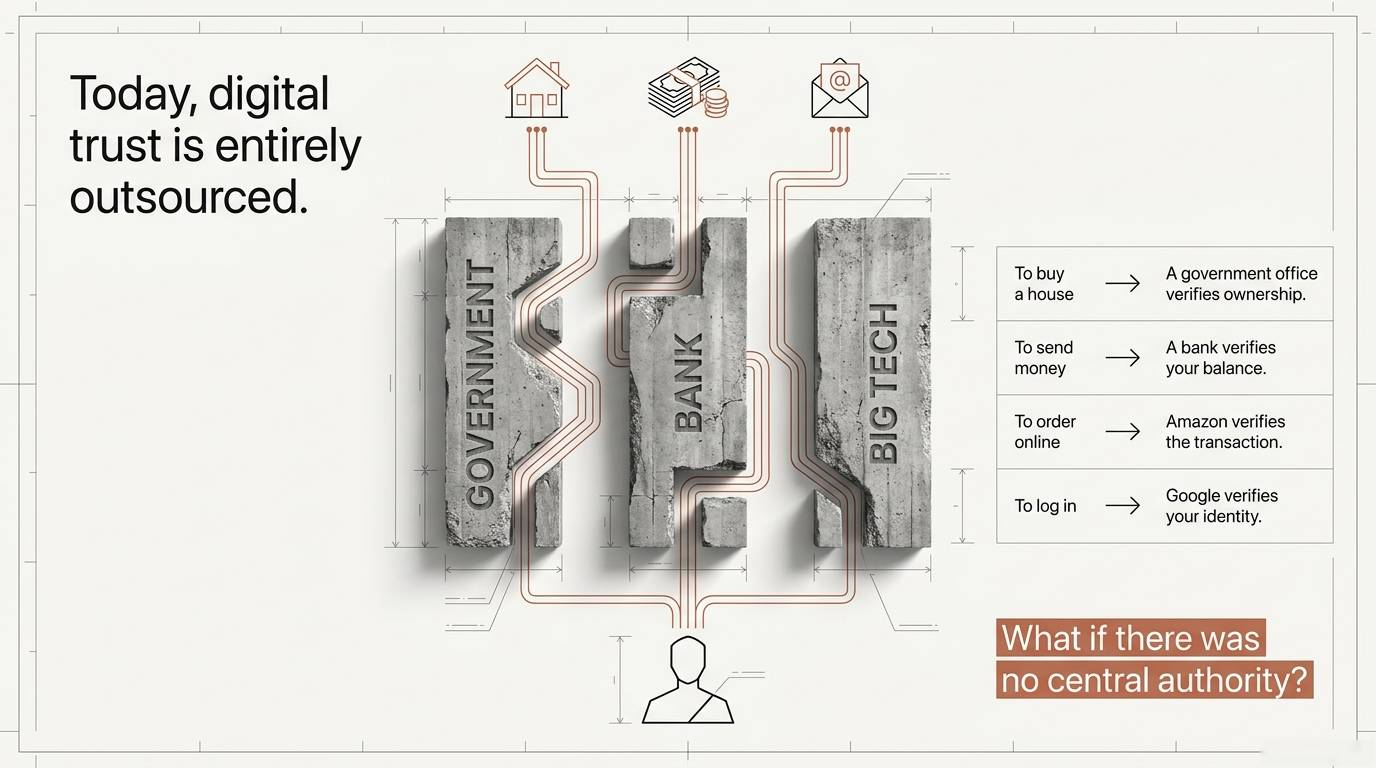 Today, digital
trust is entirely
outsourced.
@
GOVERNMENT
BANK
BIG TECH
To buy
a house
A government office
verifies ownership.
To send
money
A bank verifies
your balance.
To order
online
Amazon verifies
the transaction.
To log in
Google verifies
your identity.
What if there was
no central authority?